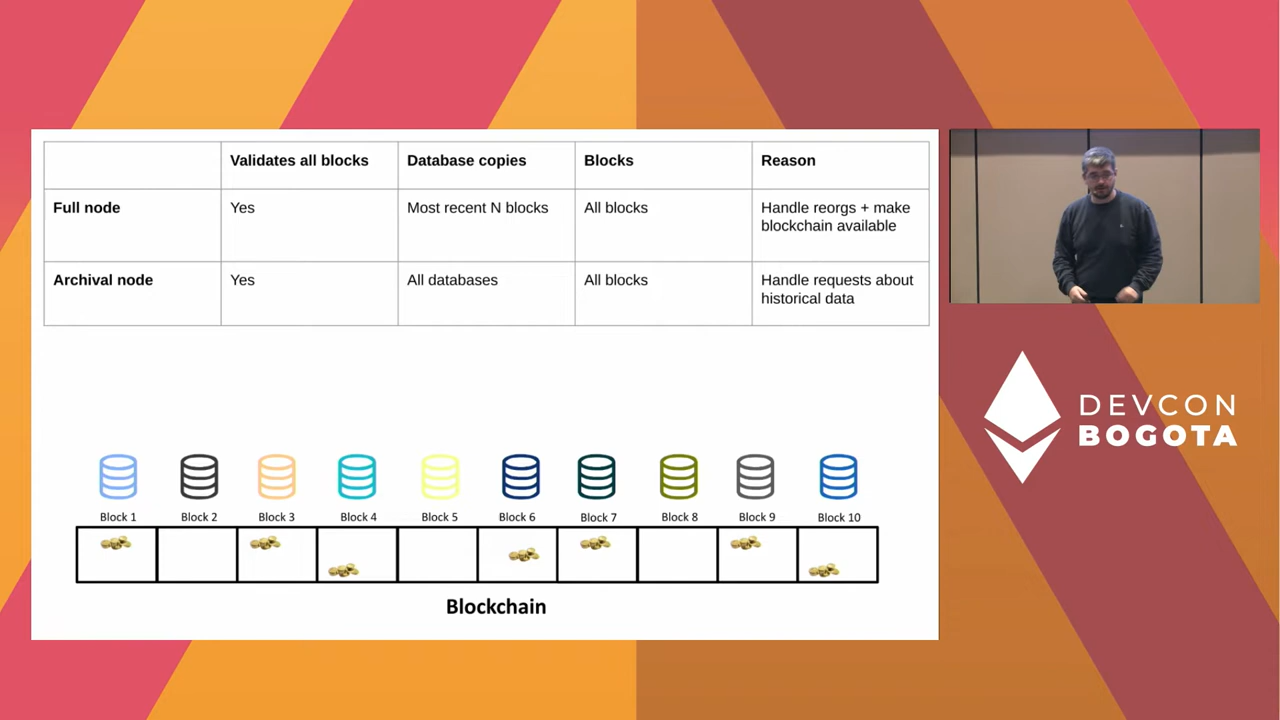 Validates all blocks
Database copies
Blocks
Reason
Full node
Yes
Most recent N blocks
All blocks
Handle reorgs + make
blockchain available
Archival node
Yes
All databases
All blocks
Handle requests about
historical data
Block 1
Block 2
Block 3
Block 4
Block 5
Block 6
Block 7
Block 8
Block 9
Block 10
Blockchain
DEVCON
BOGOTA